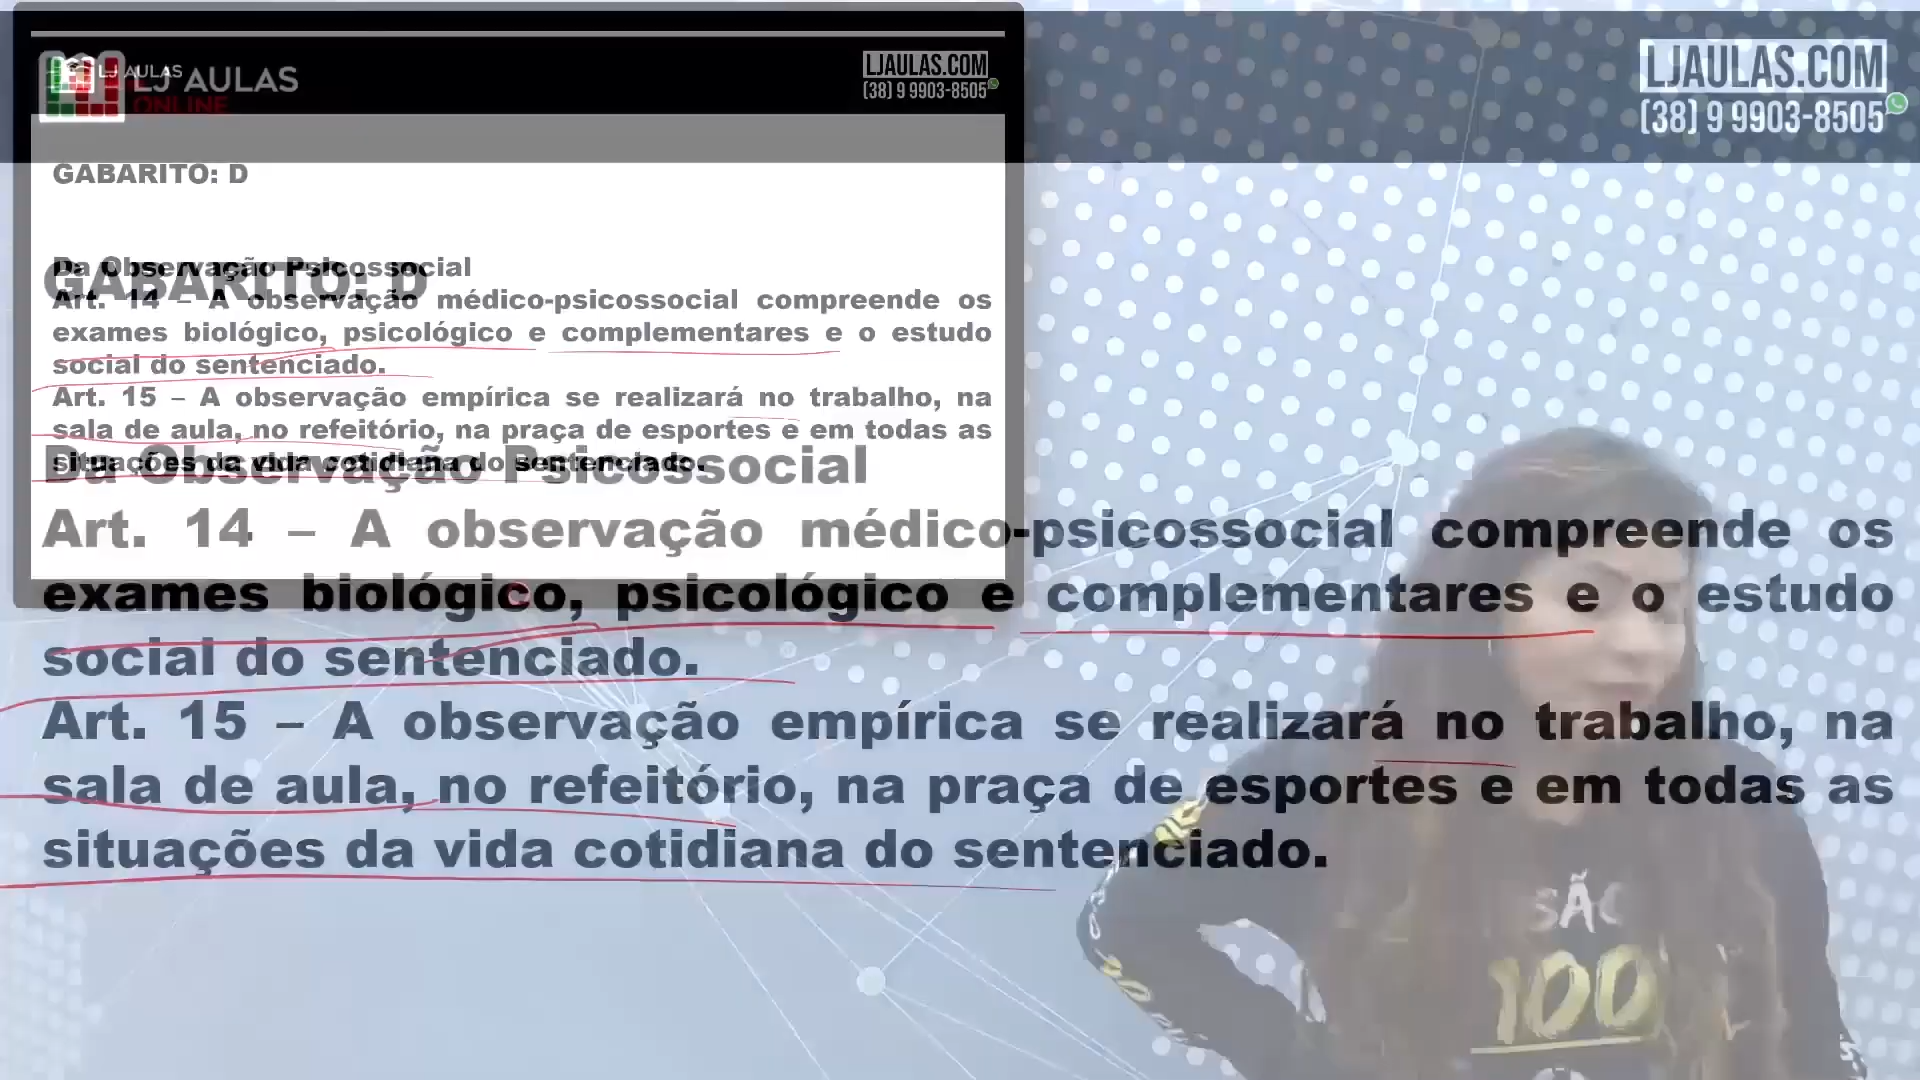 LJ AULAS
LJ AULAS
ONLINE
LJAULAS.COM
(38) 9 9903-8505
LJAULAS.COM
(38) 9 9903-8505
GABARITO: D
Da Observação Psicossocial
Art. 14 – A observação médico-psicossocial compreende os
exames biológico, psicológico e complementares e o estudo
social do sentenciado.
Art. 15 – A observação empírica se realizará no trabalho, na
sala de aula, no refeitório, na praça de esportes e em todas as
situações da vida cotidiana do sentenciado.
GABARITO: D
Da Observação Psicossocial
Art. 14 – A observação médico-psicossocial compreende os
exames biológico, psicológico e complementares e o estudo
social do sentenciado.
Art. 15 – A observação empírica se realizará no trabalho, na
sala de aula, no refeitório, na praça de esportes e em todas as
situações da vida cotidiana do sentenciado.
SÃO
100